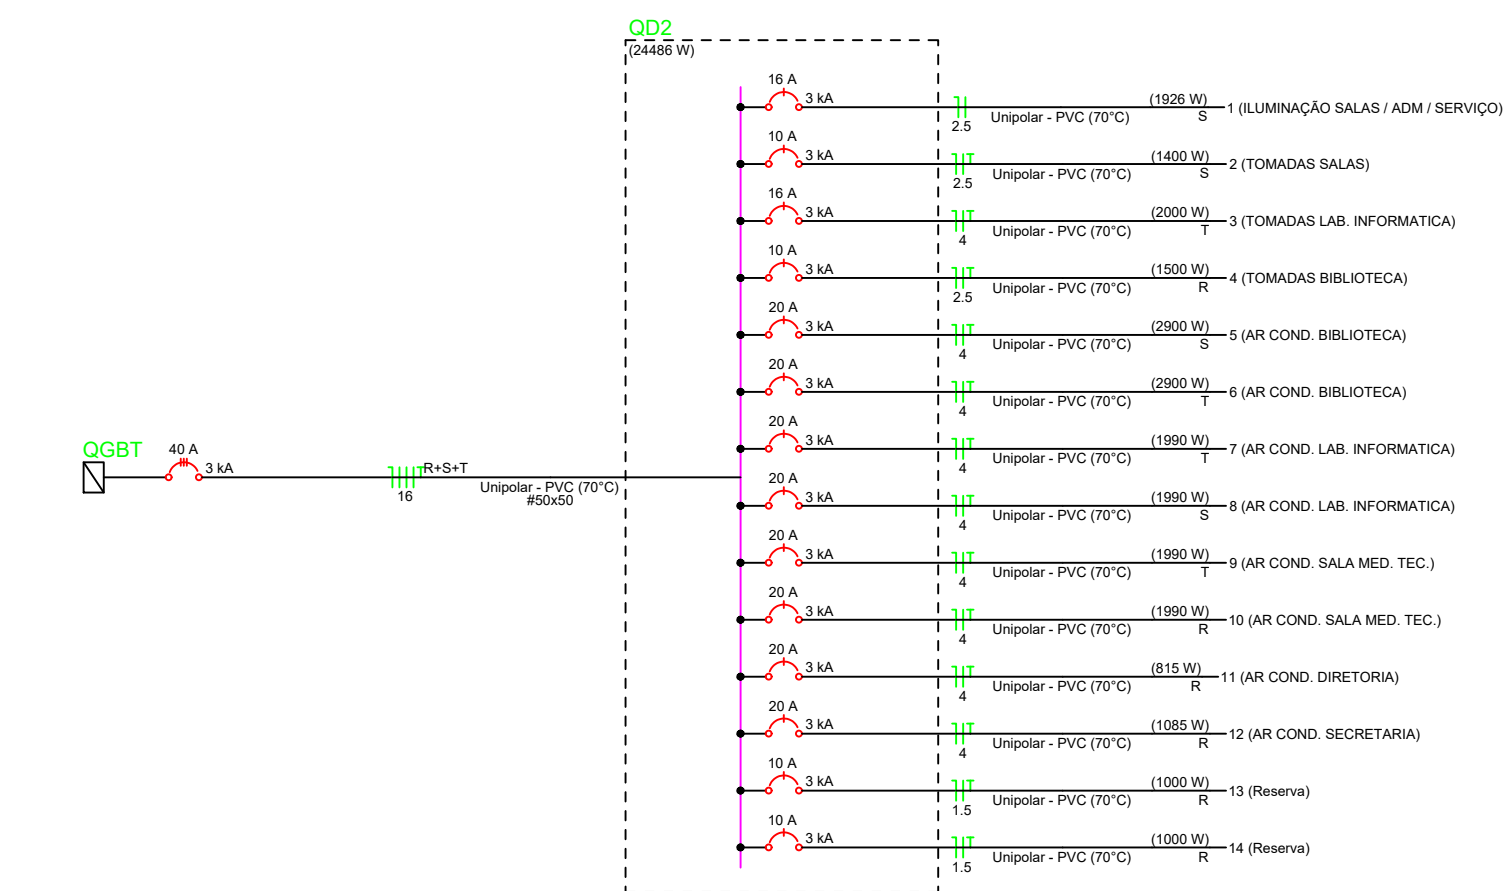 QD2
(24486 W)
16 A
3 kA
2.5
Unipolar - PVC (70°C)
(1926 W)
S
1 (ILUMINAÇÃO SALAS / ADM / SERVIÇO)
10 A
3 kA
2.5
Unipolar - PVC (70°C)
(1400 W)
S
2 (TOMADAS SALAS)
16 A
3 kA
4
Unipolar - PVC (70°C)
(2000 W)
T
3 (TOMADAS LAB. INFORMATICA)
10 A
3 kA
2.5
Unipolar - PVC (70°C)
(1500 W)
R
4 (TOMADAS BIBLIOTECA)
20 A
3 kA
4
Unipolar - PVC (70°C)
(2900 W)
S
5 (AR COND. BIBLIOTECA)
20 A
3 kA
4
Unipolar - PVC (70°C)
(2900 W)
T
6 (AR COND. BIBLIOTECA)
QGBT
40 A
3 kA
16
R+S+T
Unipolar - PVC (70°C)
#50x50
20 A
3 kA
4
Unipolar - PVC (70°C)
(1990 W)
T
7 (AR COND. LAB. INFORMATICA)
20 A
3 kA
4
Unipolar - PVC (70°C)
(1990 W)
S
8 (AR COND. LAB. INFORMATICA)
20 A
3 kA
4
Unipolar - PVC (70°C)
(1990 W)
T
9 (AR COND. SALA MED. TEC.)
20 A
3 kA
4
Unipolar - PVC (70°C)
(1990 W)
R
10 (AR COND. SALA MED. TEC.)
20 A
3 kA
4
Unipolar - PVC (70°C)
(815 W)
R
11 (AR COND. DIRETORIA)
20 A
3 kA
4
Unipolar - PVC (70°C)
(1085 W)
R
12 (AR COND. SECRETARIA)
10 A
3 kA
1.5
Unipolar - PVC (70°C)
(1000 W)
R
13 (Reserva)
10 A
3 kA
1.5
Unipolar - PVC (70°C)
(1000 W)
R
14 (Reserva)